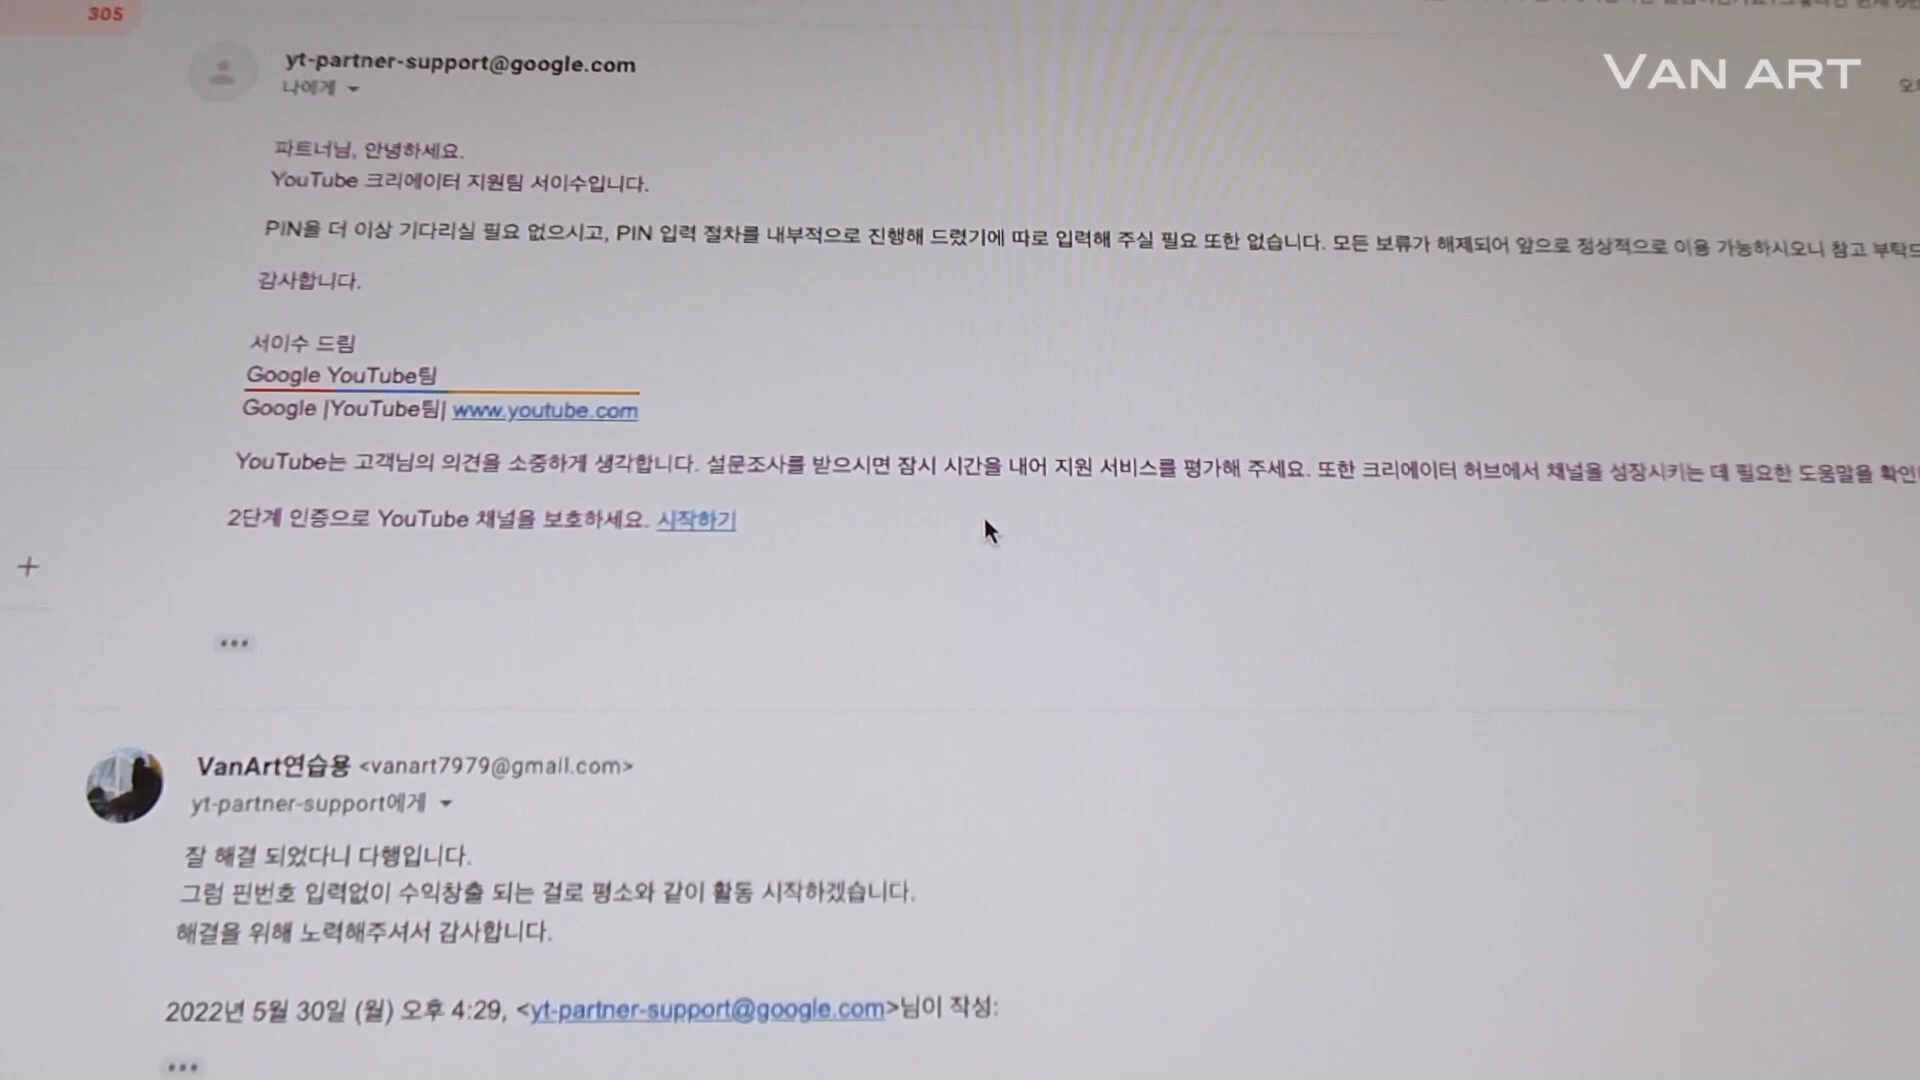 305
VAN ART
yt-partner-support@google.com
나에게
파트너님, 안녕하세요.
YouTube 크리에이터 지원팀 서이수입니다.
PIN을 더 이상 기다리실 필요 없으시고, PIN 입력 절차를 내부적으로 진행해 드렸기에 따로 입력해 주실 필요 또한 없습니다. 모든 보류가 해제되어 앞으로 정상적으로 이용 가능하시오니 참고 부탁드
감사합니다.
서이수 드림
Google YouTube팀
Google |YouTube팀| www.youtube.com
YouTube는 고객님의 의견을 소중하게 생각합니다. 설문조사를 받으시면 잠시 시간을 내어 지원 서비스를 평가해 주세요. 또한 크리에이터 허브에서 채널을 성장시키는 데 필요한 도움말을 확인
2단계 인증으로 YouTube 채널을 보호하세요. 시작하기
VanArt연습용 <vanart7979@gmail.com>
yt-partner-support에게
잘 해결 되었다니 다행입니다.
그럼 핀번호 입력없이 수익창출 되는 걸로 평소와 같이 활동 시작하겠습니다.
해결을 위해 노력해주셔서 감사합니다.
2022년 5월 30일 (월) 오후 4:29, <yt-partner-support@google.com>님이 작성: